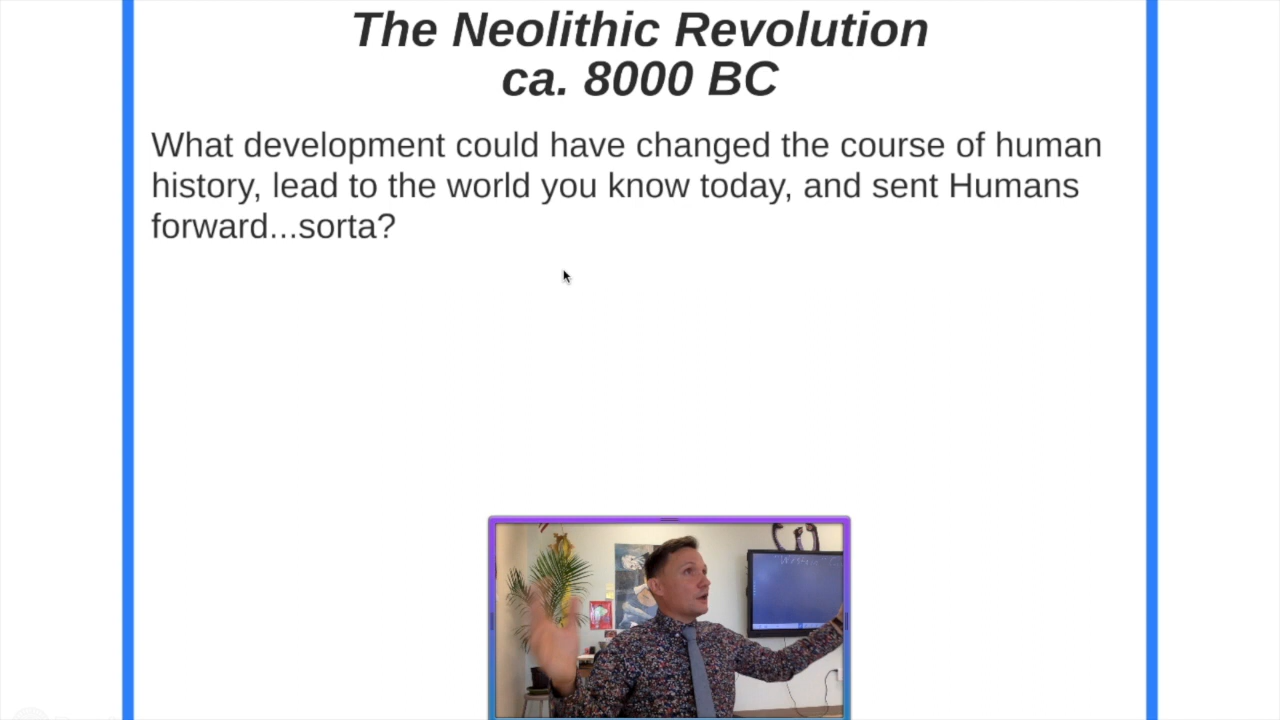 The Neolithic Revolution
ca. 8000 BC
What development could have changed the course of human
history, lead to the world you know today, and sent Humans
forward...sorta?